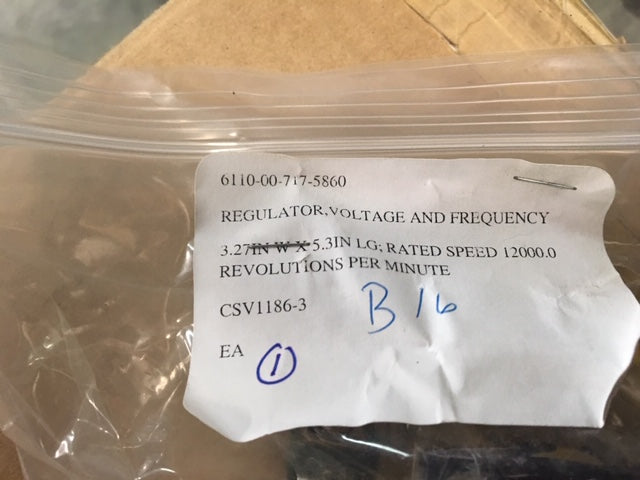 6110-00-717-5860
REGULATOR,VOLTAGE AND FREQUENCY
3.27IN W X 5.3IN LG; RATED SPEED 12000.0
REVOLUTIONS PER MINUTE
CSV1186-3 B 16
EA 1